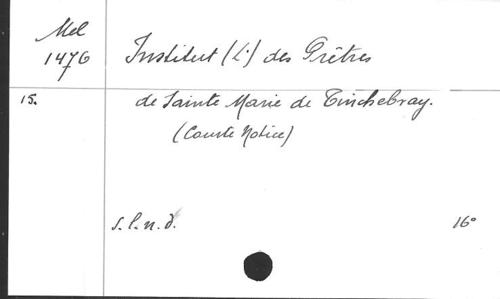 Mel
1476
Institut (L') des Prêtres
15.
de Sainte Marie de Tinchebray.
(Courte Notice)
s.l.n.d.
16°